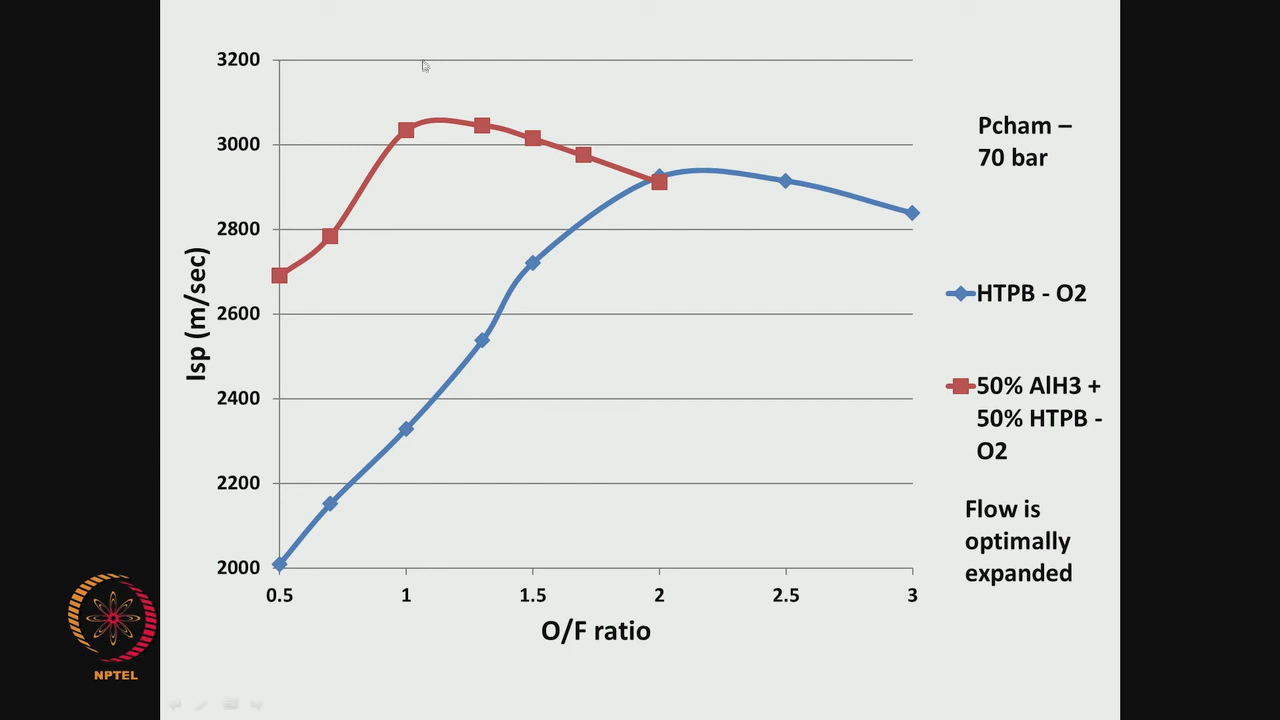 3200
3000
2800
2600
2400
2200
2000
Isp (m/sec)
0.5 1 1.5 2 2.5 3
O/F ratio
Pcham –
70 bar
HTPB - O2
50% AlH3 +
50% HTPB -
O2
Flow is
optimally
expanded
NPTEL